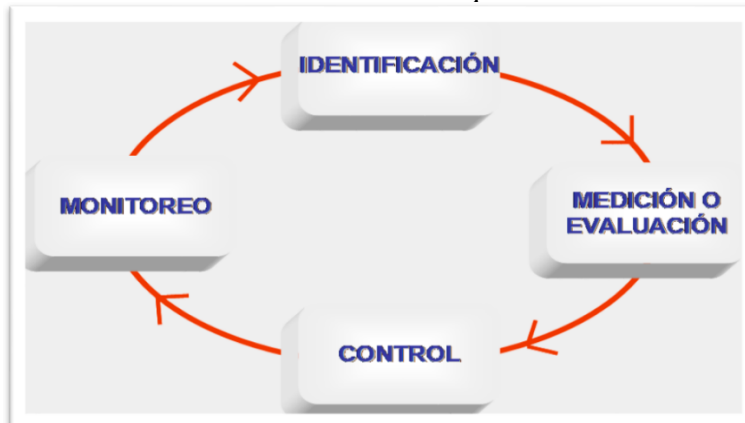 IDENTIFICACIÓN
MEDICIÓN O
EVALUACIÓN
CONTROL
MONITOREO